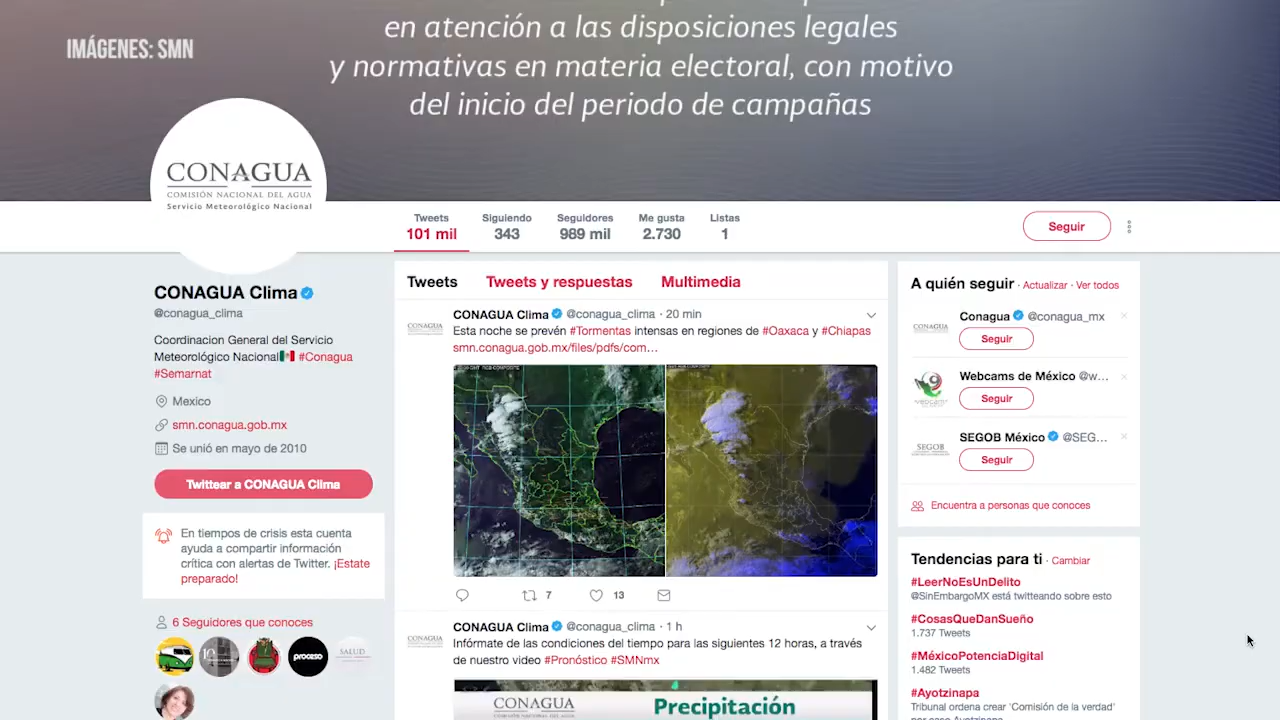 en atención a las disposiciones legales
IMÁGENES: SMN
y normativas en materia electoral, con motivo
del inicio del periodo de campañas
CONAGUA
COMISIÓN NACIONAL DEL AGUA
Servicio Meteorológico Nacional
Tweets Siguiendo Seguidores Me gusta Listas
101 mil 343 989 mil 2.730 1
Seguir
CONAGUA Clima
@conagua_clima
Coordinacion General del Servicio
Meteorológico Nacional #Conagua
#Semarnat
Mexico
smn.conagua.gob.mx
Se unió en mayo de 2010
Twittear a CONAGUA Clima
En tiempos de crisis esta cuenta
ayuda a compartir información
crítica con alertas de Twitter. ¡Estate
preparado!
6 Seguidores que conoces
proceso
SALUD
Tweets Tweets y respuestas Multimedia
CONAGUA
CONAGUA Clima @conagua_clima · 20 min
Esta noche se prevén #Tormentas intensas en regiones de #Oaxaca y #Chiapas
smn.conagua.gob.mx/files/pdfs/com…
7 13
CONAGUA
CONAGUA Clima @conagua_clima · 1 h
Infórmate de las condiciones del tiempo para las siguientes 12 horas, a través
de nuestro video #Pronóstico #SMNmx
CONAGUA
Precipitación
A quién seguir · Actualizar · Ver todos
CONAGUA
Conagua @conagua_mx
Seguir
Webcams de México @w...
Seguir
SEGOB
SEGOB México @SEG...
Seguir
Encuentra a personas que conoces
Tendencias para ti · Cambiar
#LeerNoEsUnDelito
@SinEmbargoMX está twitteando sobre esto
#CosasQueDanSueño
1.737 Tweets
#MéxicoPotenciaDigital
1.482 Tweets
#Ayotzinapa
Tribunal ordena crear 'Comisión de la verdad'